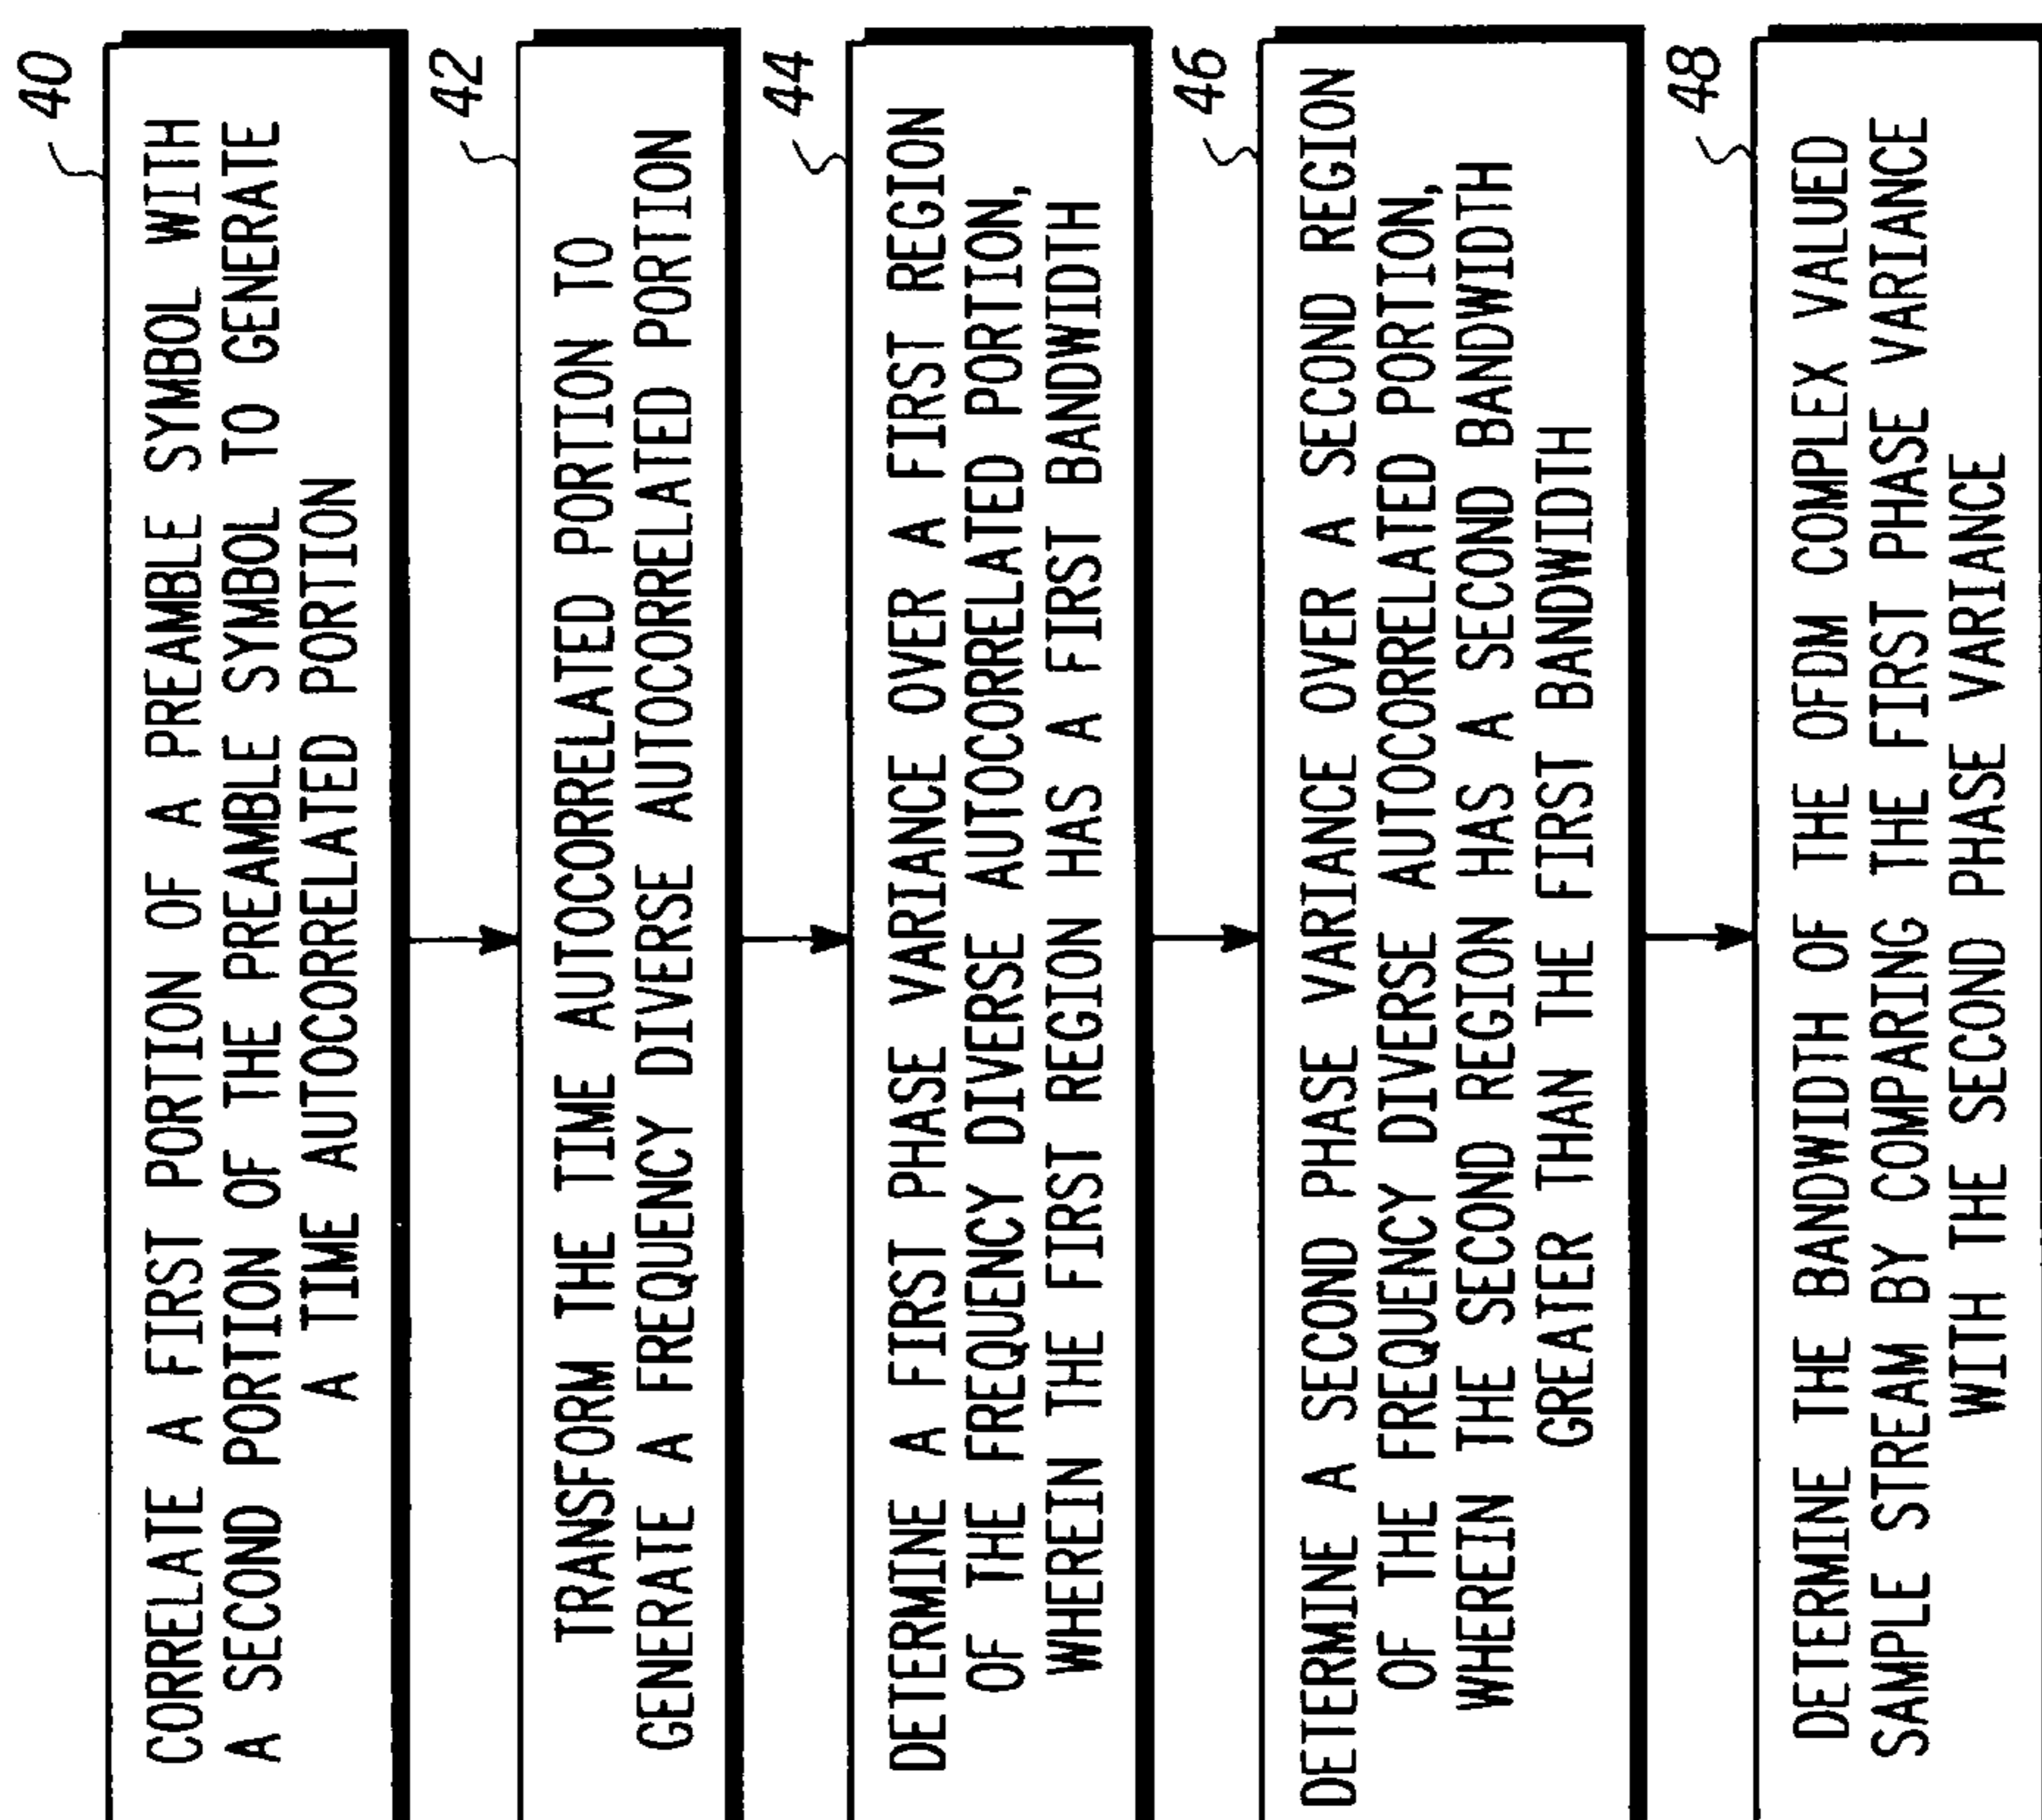 40
CORRELATE A FIRST PORTION OF A PREAMBLE SYMBOL WITH
A SECOND PORTION OF THE PREAMBLE SYMBOL TO GENERATE
A TIME AUTOCORRELATED PORTION
42
TRANSFORM THE TIME AUTOCORRELATED PORTION TO
GENERATE A FREQUENCY DIVERSE AUTOCORRELATED PORTION
44
DETERMINE A FIRST PHASE VARIANCE OVER A FIRST REGION
OF THE FREQUENCY DIVERSE AUTOCORRELATED PORTION,
WHEREIN THE FIRST REGION HAS A FIRST BANDWIDTH
46
DETERMINE A SECOND PHASE VARIANCE OVER A SECOND REGION
OF THE FREQUENCY DIVERSE AUTOCORRELATED PORTION,
WHEREIN THE SECOND REGION HAS A SECOND BANDWIDTH
GREATER THAN THE FIRST BANDWIDTH
48
DETERMINE THE BANDWIDTH OF THE OFDM COMPLEX VALUED
SAMPLE STREAM BY COMPARING THE FIRST PHASE VARIANCE
WITH THE SECOND PHASE VARIANCE